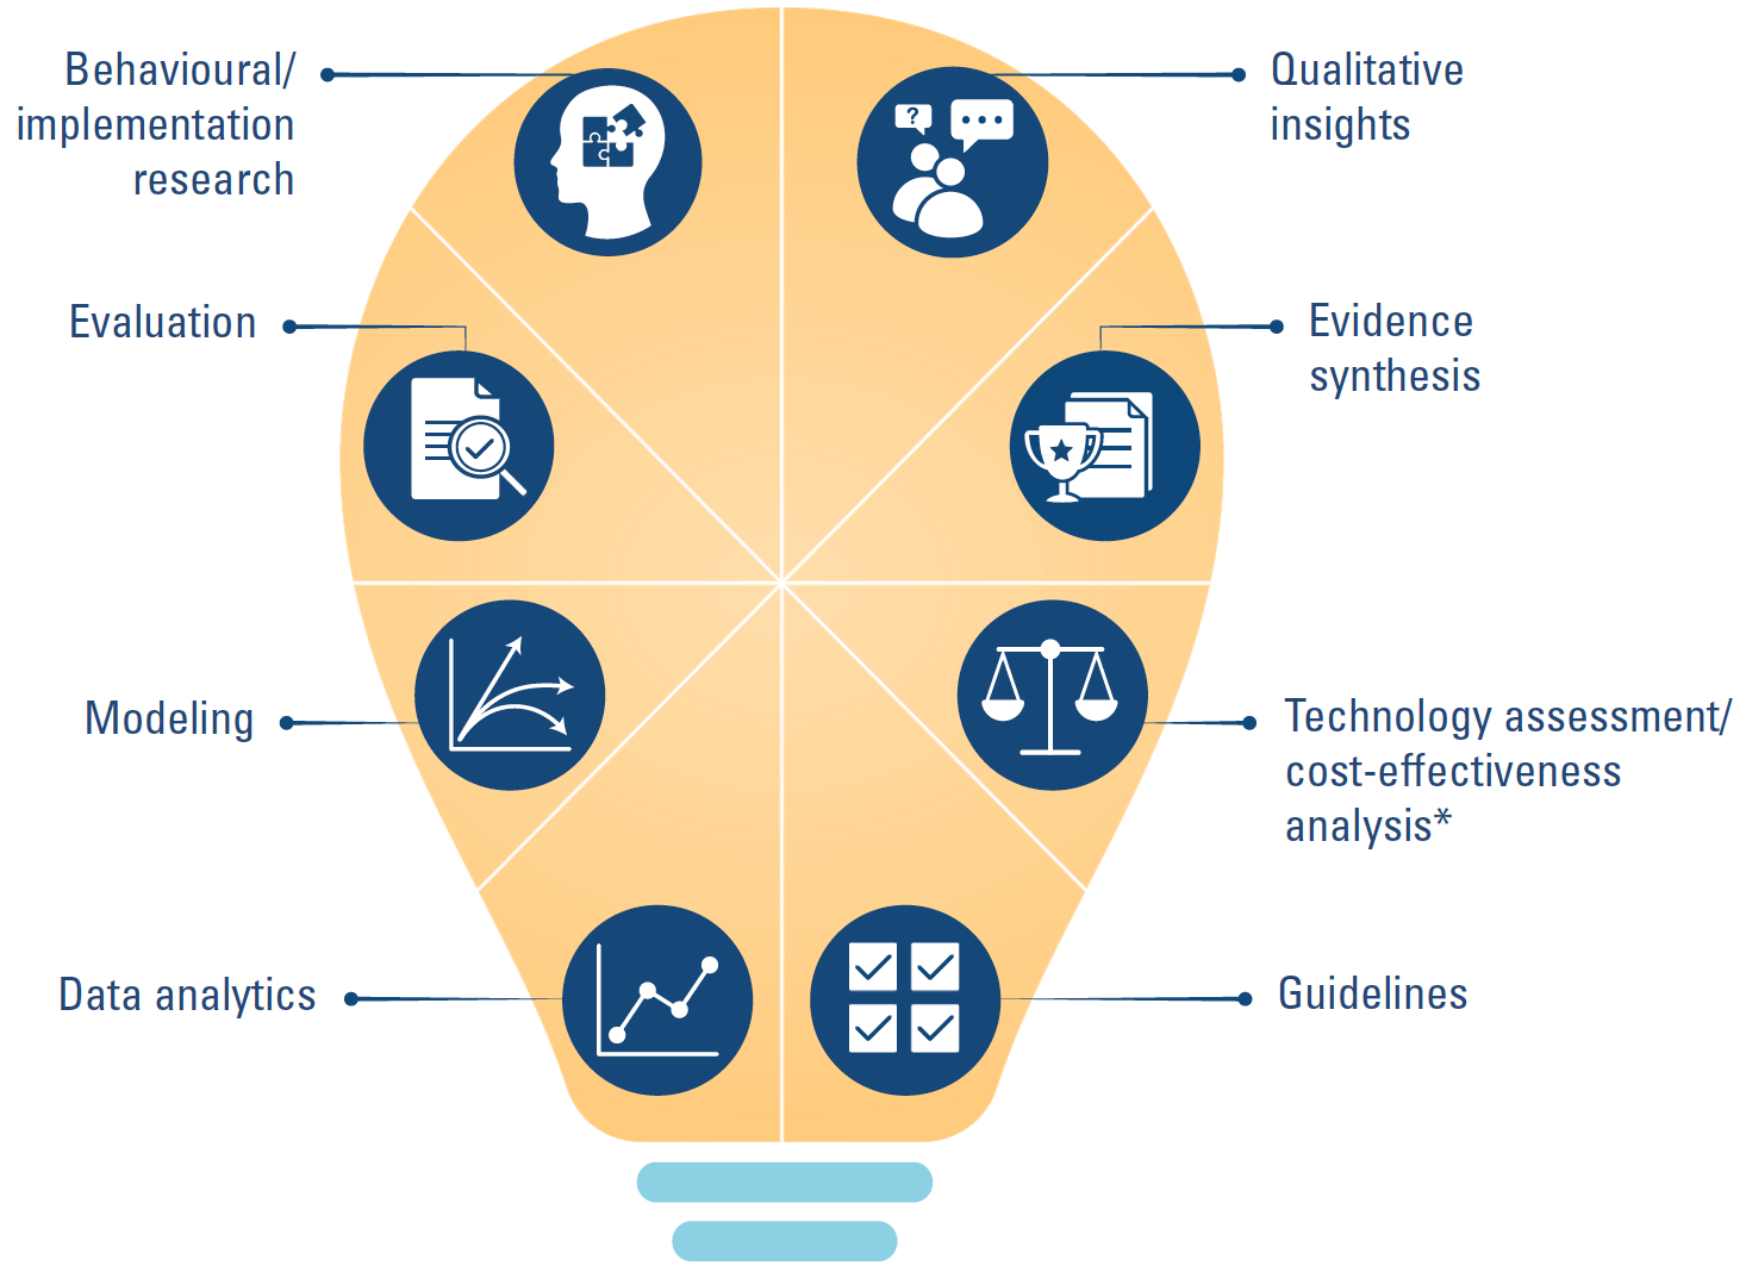 Behavioural/
implementation
research
Qualitative
insights
?
Evaluation
Evidence
synthesis
Modeling
Technology assessment/
cost-effectiveness
analysis*
Data analytics
Guidelines